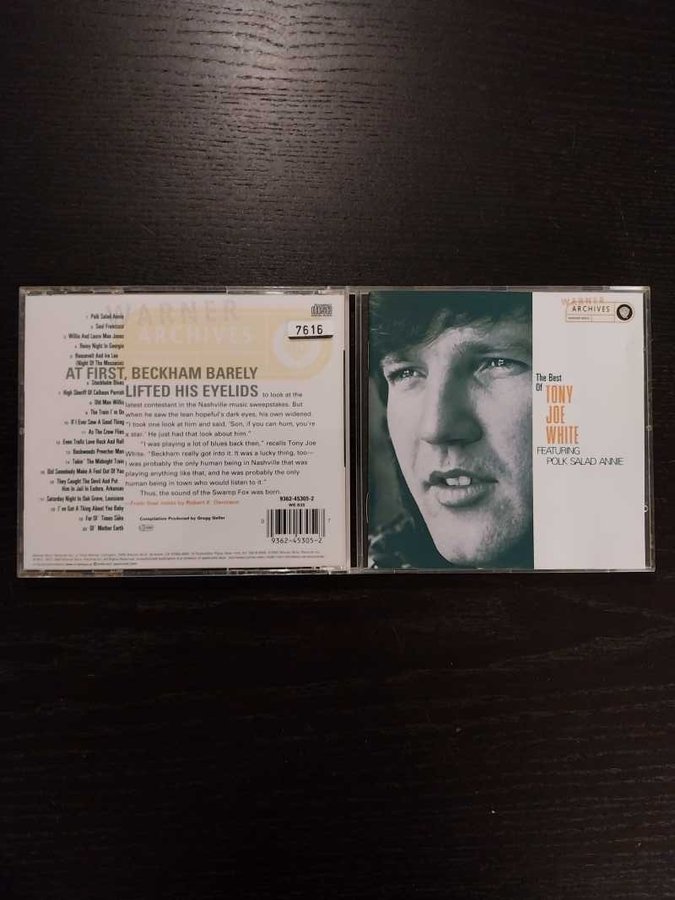 WARNER
ARCHIVES
7616
Polk Salad Annie
Soul Francisco
Willie And Laura Mae Jones
Rainy Night In Georgia
Roosevelt And Ira Lee
(Night Of The Moccasin)
Stockholm Blues
High Sheriff Of Calhoun Parrish
Old Man Willis
The Train I'm On
If I Ever Saw A Good Thing
As The Crow Flies
Even Trolls Love Rock And Roll
Backwoods Preacher Man
Takin' The Midnight Train
Did Somebody Make A Fool Out Of You
They Caught The Devil And Put
Him In Jail In Eudora, Arkansas
Saturday Night In Oak Grove, Louisiana
I've Got A Thing About You Baby
For Ol' Times Sake
Ol' Mother Earth
AT FIRST, BECKHAM BARELY
LIFTED HIS EYELIDS to look at the
latest contestant in the Nashville-music sweepstakes. But
when he saw the lean hopeful's dark eyes, his own widened.
"I took one look at him and said, 'Son, if you can hum, you're
a star.' He just had that look about him."
"I was playing a lot of blues back then," recalls Tony Joe
White. "Beckham really got into it. It was a lucky thing, too—
I was probably the only human being in Nashville that was
playing anything like that, and he was probably the only
human being in town who would listen to it."
Thus, the sound of the Swamp Fox was born.
—From liner notes by Robert
Compilation Produced by Gregg Geller
9362-45305-2
WE 833
0
7
9362-45305-2
WARNER
ARCHIVES
The Best
Of TONY
JOE
WHITE
FEATURING
POLK SALAD ANNIE